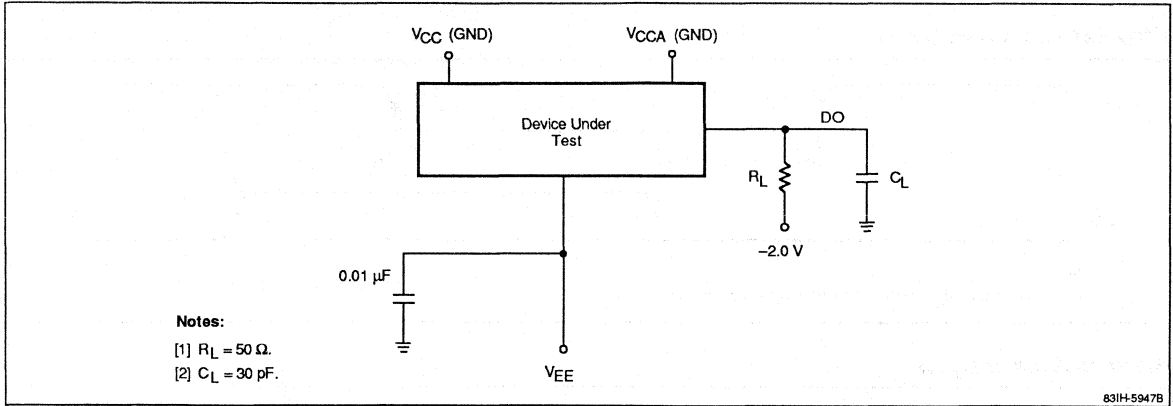 VCC (GND)
VCCA (GND)
Device Under
Test
DO
RL
CL
–2.0 V
0.01 µF
VEE
Notes:
[1] RL = 50 Ω.
[2] CL = 30 pF.
83IH-5947B